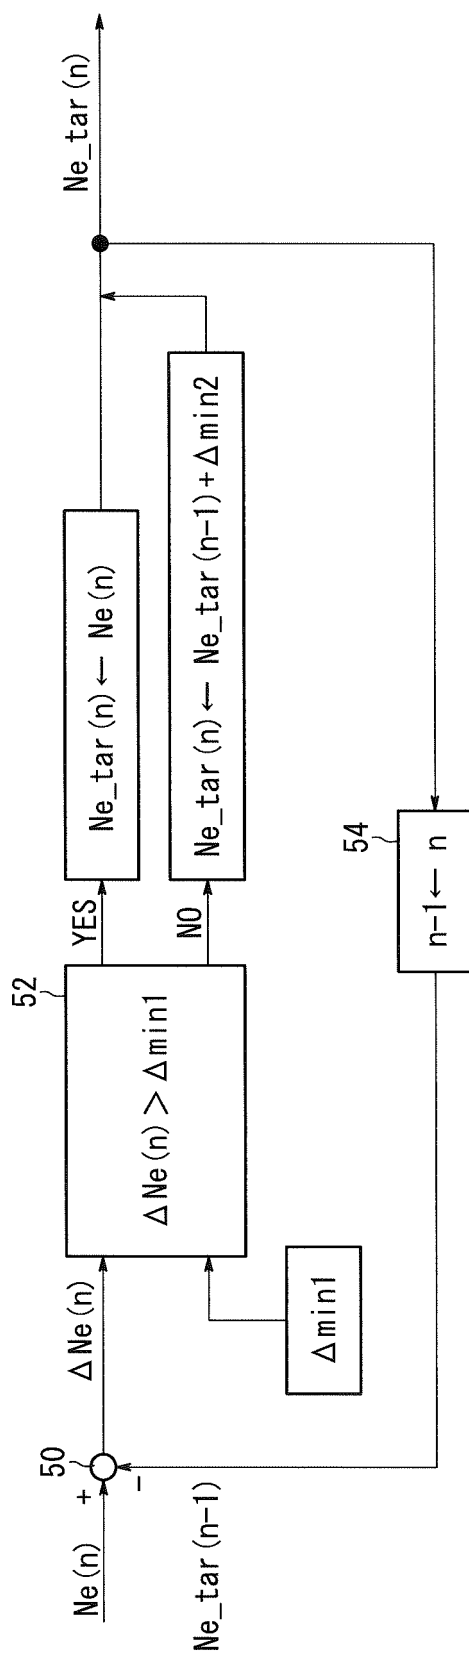 Ne(n)
+
-
50
Ne_tar(n-1)
ΔNe(n)
Δmin1
52
ΔNe(n) > Δmin1
YES
NO
Ne_tar(n) ← Ne(n)
Ne_tar(n) ← Ne_tar(n-1) + Δmin2
54
n-1 ← n
Ne_tar(n)